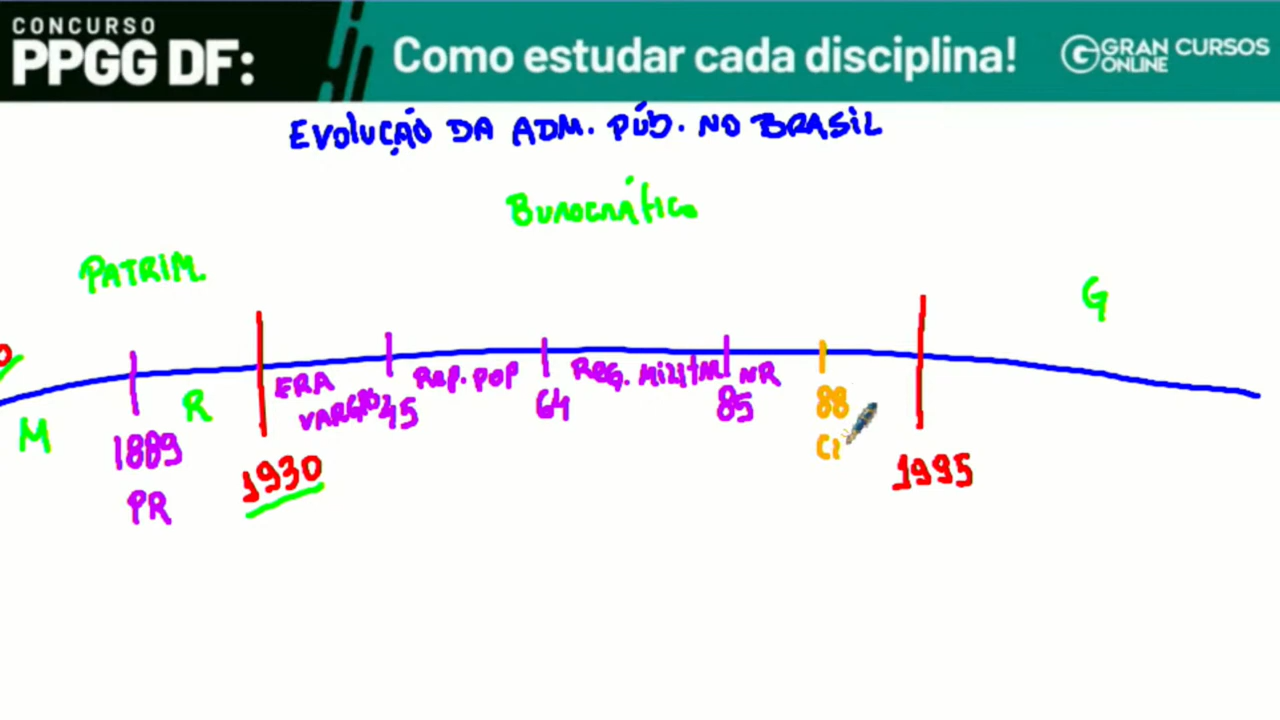 CONCURSO
PPGG DF:
Como estudar cada disciplina!
GRAN CURSOS
ONLINE
EVOLUÇÃO DA ADM. PÚB. NO BRASIL
Burocrático
PATRIM.
G
M
R
ERA
VARGAS
REP. POP
REG. MILITAR
NR
1889
PR
1930
45
64
85
88
1995